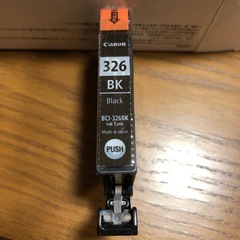 Canon
326
BK
Black
BCI-326BK
Ink Tank
Made in Japan
PUSH